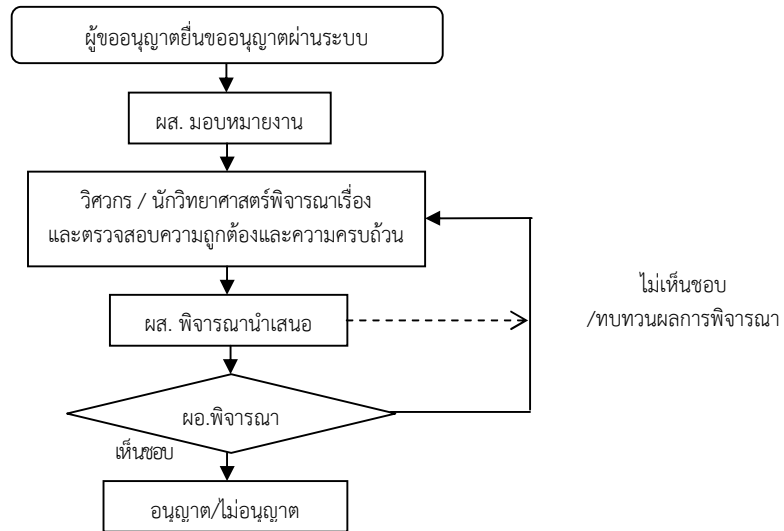 ผู้ขออนุญาตยื่นขออนุญาตผ่านระบบ
ผส. มอบหมายงาน
วิศวกร / นักวิทยาศาสตร์พิจารณาเรื่อง
และตรวจสอบความถูกต้องและความครบถ้วน
ไม่เห็นชอบ
/ทบทวนผลการพิจารณา
ผส. พิจารณานำเสนอ
ผอ.พิจารณา
เห็นชอบ
อนุญาต/ไม่อนุญาต